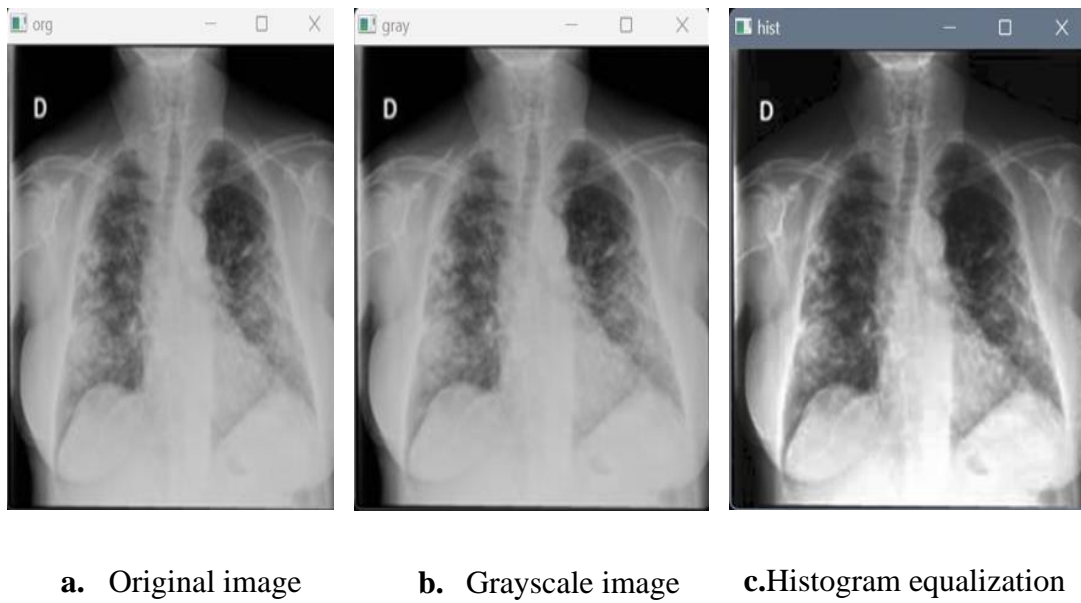 org
gray
hist
D
D
D
a. Original image
b. Grayscale image
c.Histogram equalization